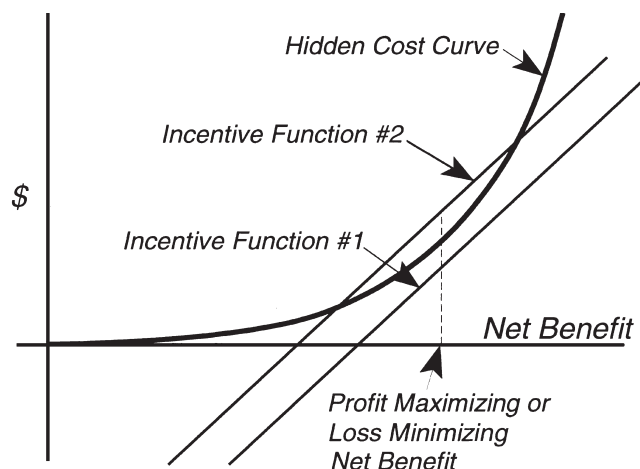 Hidden Cost Curve
Incentive Function #2
$
Incentive Function #1
Net Benefit
Profit Maximizing or
Loss Minimizing
Net Benefit